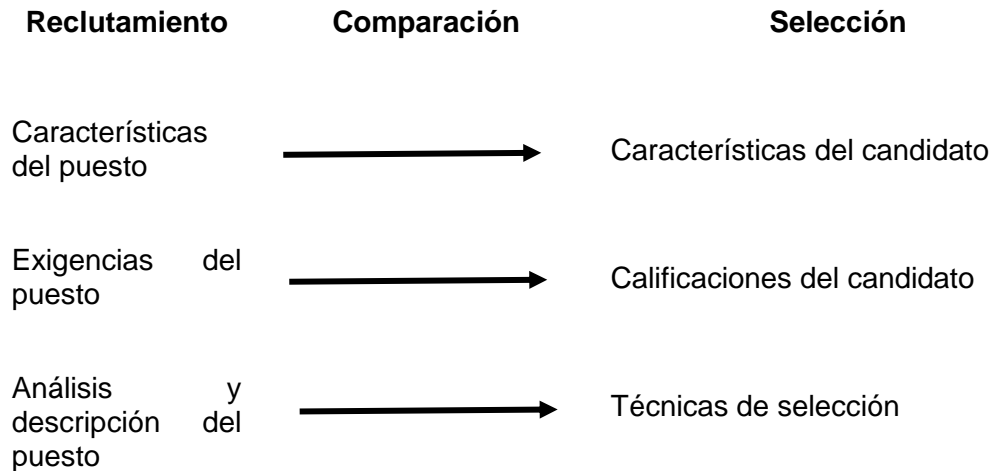 Reclutamiento Comparación Selección
Características
del puesto
Características del candidato
Exigencias del
puesto
Calificaciones del candidato
Análisis y
descripción del
puesto
Técnicas de selección